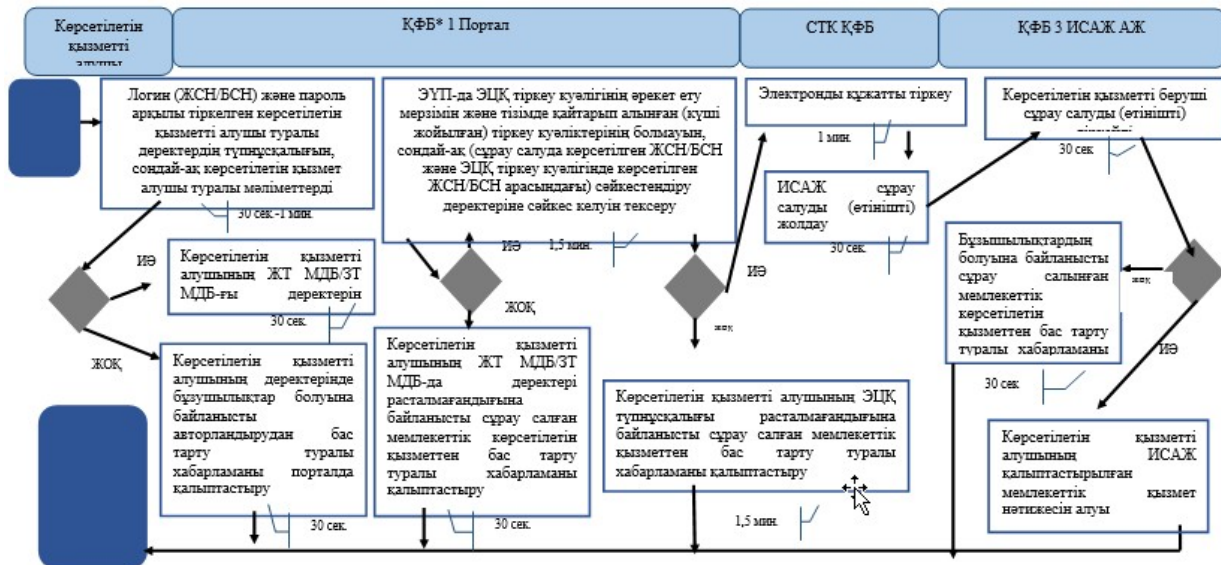 Көрсетілетін
қызметті
алушы
ҚФБ* 1 Портал
СТК ҚФБ
ҚФБ 3 ИСАЖ АЖ
Логин (ЖСН/БСН) және пароль
арқылы тіркелген көрсетілетін
қызметті алушы туралы
деректердің түпнұсқалығын,
сондай-ақ көрсетілетін қызмет
алушы туралы мәліметтерді
30 сек.-1 мин.
ИӘ
ЖОҚ
Көрсетілетін қызметті
алушының ЖТ МДБ/ЗТ
МДБ-ғы деректерін
30 сек.
Көрсетілетін қызметті
алушының деректерінде
бұзушылықтар болуына
байланысты
авторландырудан бас
тарту туралы
хабарламаны порталда
қалыптастыру
30 сек.
ЭҮП-да ЭЦҚ тіркеу куәлігінің әрекет ету
мерзімін және тізімде қайтарып алынған (күші
жойылған) тіркеу куәліктерінің болмауын,
сондай-ақ (сұрау салуда көрсетілген ЖСН/БСН
және ЭЦҚ тіркеу куәлігінде көрсетілген
ЖСН/БСН арасындағы) сәйкестендіру
деректеріне сәйкес келуін тексеру
ИӘ
1,5 мин.
ЖОҚ
Көрсетілетін қызметті
алушының ЖТ МДБ/ЗТ
МДБ-да деректері
расталмағандығына
байланысты сұрау салған
мемлекеттік көрсетілетін
қызметтен бас тарту
туралы хабарламаны
қалыптастыру
30 сек.
ИӘ
жоқ
Көрсетілетін қызметті алушының ЭЦҚ
түпнұсқалығы расталмағандығына
байланысты сұрау салған мемлекеттік
қызметтен бас тарту туралы
хабарламаны қалыптастыру
1,5 мин.
Электронды құжатты тіркеу
1 мин.
ИСАЖ сұрау
салуды (өтінішті)
жолдау
30 сек.
Көрсетілетін қызметті беруші
сұрау салуды (өтінішті)
30 сек
жоқ
ИӘ
Бұзышылықтардың
болуына байланысты
сұрау салынған
мемлекеттік
көрсетілетін
қызметтен бас тарту
туралы хабарламаны
30 сек
Көрсетілетін қызметті
алушының ИСАЖ
қалыптастырылған
мемлекеттік қызмет
нәтижесін алуы